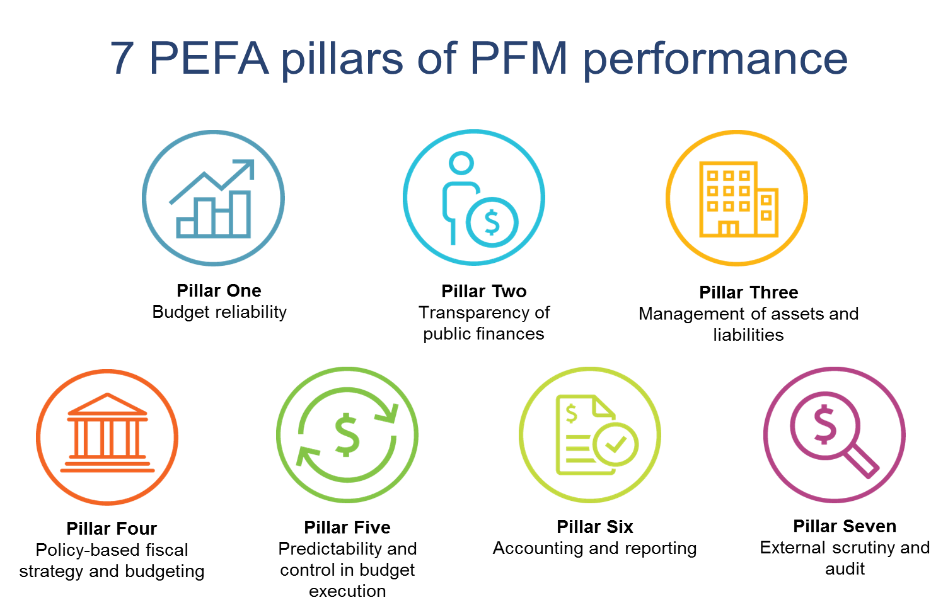 7 PEFA pillars of PFM performance
Pillar One
Budget reliability
Pillar Two
Transparency of
public finances
Pillar Three
Management of assets and
liabilities
$
Pillar Four
Policy-based fiscal
strategy and budgeting
$
Pillar Five
Predictability and
control in budget
execution
$
Pillar Six
Accounting and reporting
$
Pillar Seven
External scrutiny and
audit